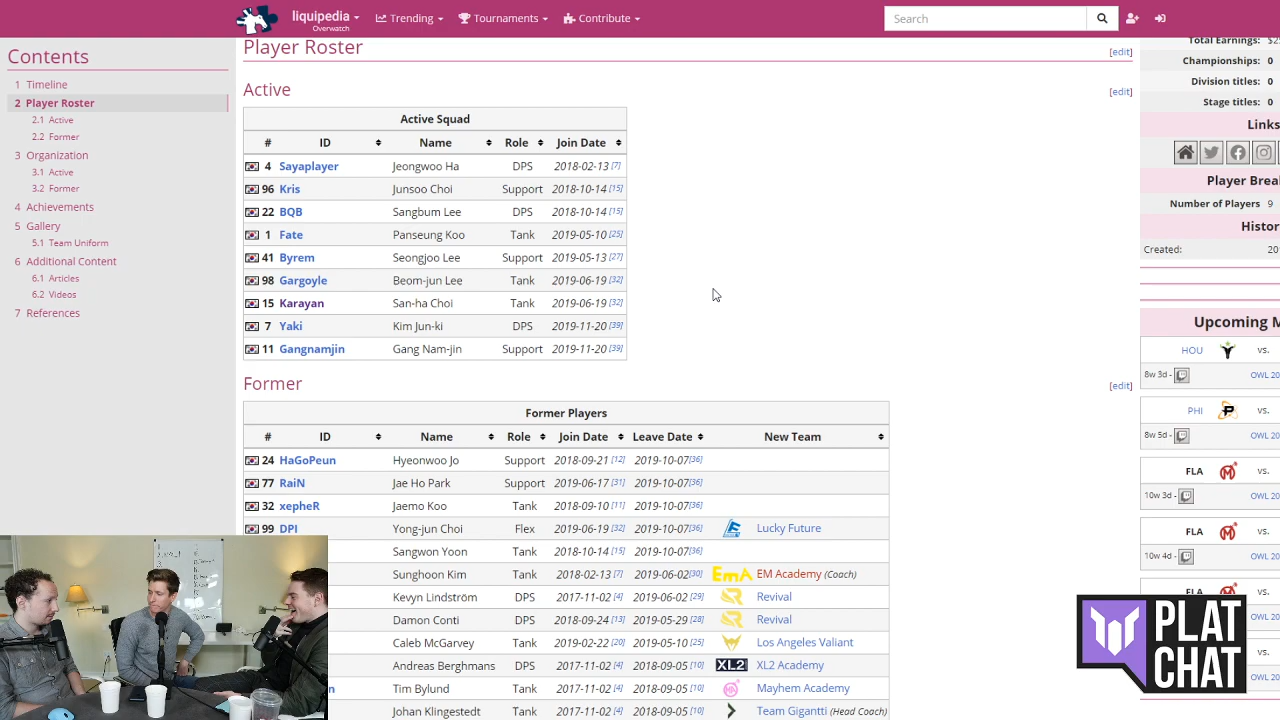 liquipedia Overwatch Trending Tournaments Contribute Search
Contents
1 Timeline
2 Player Roster
2.1 Active
2.2 Former
3 Organization
3.1 Active
3.2 Former
4 Achievements
5 Gallery
5.1 Team Uniform
6 Additional Content
6.1 Articles
6.2 Videos
7 References
Player Roster [edit]
Active [edit]
Active Squad
# ID Name Role Join Date
4 Sayaplayer Jeongwoo Ha DPS 2018-02-13 [7]
96 Kris Junsoo Choi Support 2018-10-14 [15]
22 BQB Sangbum Lee DPS 2018-10-14 [15]
1 Fate Panseung Koo Tank 2019-05-10 [25]
41 Byrem Seongjoo Lee Support 2019-05-13 [27]
98 Gargoyle Beom-jun Lee Tank 2019-06-19 [32]
15 Karayan San-ha Choi Tank 2019-06-19 [32]
7 Yaki Kim Jun-ki DPS 2019-11-20 [39]
11 Gangnamjin Gang Nam-jin Support 2019-11-20 [39]
Former [edit]
Former Players
# ID Name Role Join Date Leave Date New Team
24 HaGoPeun Hyeonwoo Jo Support 2018-09-21 [12] 2019-10-07 [36]
77 RaiN Jae Ho Park Support 2019-06-17 [31] 2019-10-07 [36]
32 xepheR Jaemo Koo Tank 2018-09-10 [11] 2019-10-07 [36]
99 DPI Yong-jun Choi Flex 2019-06-19 [32] 2019-10-07 [36] Lucky Future
Sangwon Yoon Tank 2018-10-14 [15] 2019-10-07 [36]
Sunghoon Kim Tank 2018-02-13 [7] 2019-06-02 [30] EmA EM Academy (Coach)
Kevyn Lindström DPS 2017-11-02 [4] 2019-06-02 [29] Revival
Damon Conti DPS 2018-09-24 [13] 2019-05-29 [28] Revival
Caleb McGarvey Tank 2019-02-22 [20] 2019-05-10 [25] Los Angeles Valiant
Andreas Berghmans DPS 2017-11-02 [4] 2018-09-05 [10] XL2 XL2 Academy
n Tim Bylund Tank 2017-11-02 [4] 2018-09-05 [10] Mayhem Academy
Johan Klingestedt Tank 2017-11-02 [4] 2018-09-05 [10] Team Gigantti (Head Coach)
Total Earnings: $2
Championships: 0
Division titles: 0
Stage titles: 0
Links
Player Brea
Number of Players 9
Histor
Created: 20
Upcoming M
HOU vs.
8w 3d - OWL 20
PHI vs.
8w 5d - OWL 20
FLA vs.
10w 3d - OWL 20
FLA vs.
10w 4d - OWL 20
FLA vs.
PLAT
CHAT